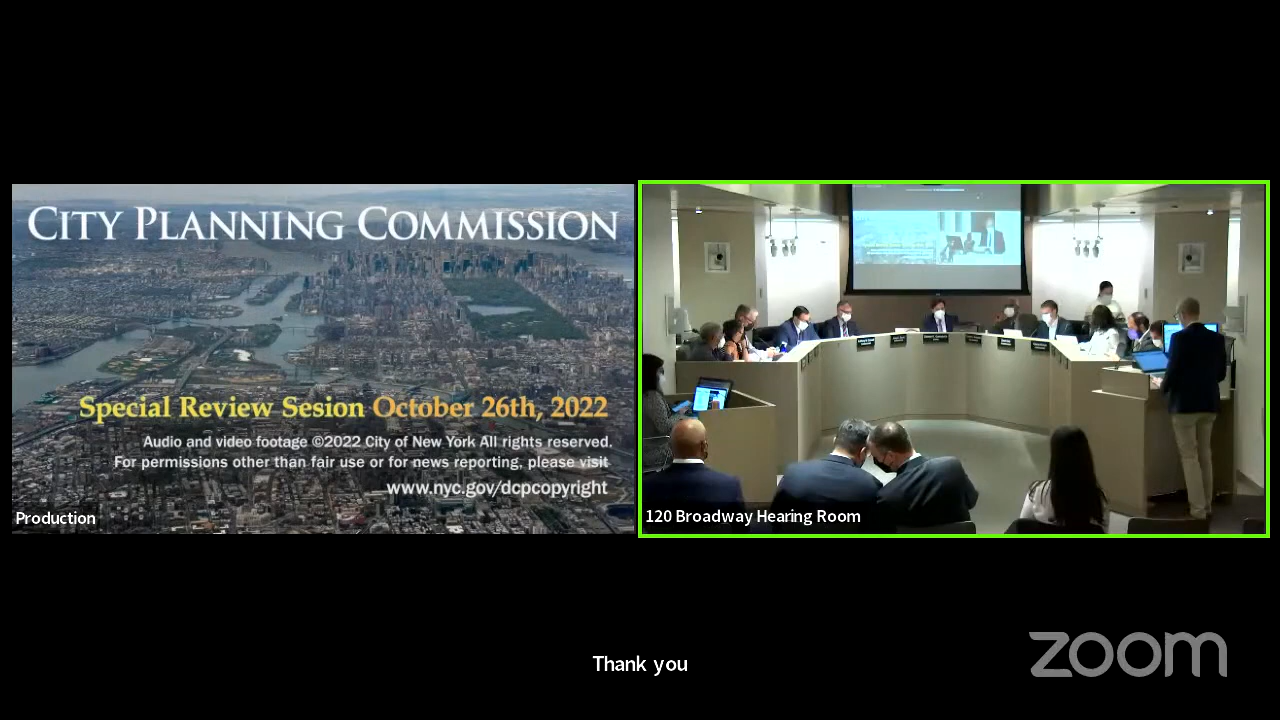 CITY PLANNING COMMISSION
Special Review Sesion October 26th, 2022
Audio and video footage ©2022 City of New York All rights reserved.
For permissions other than fair use or for news reporting, please visit
www.nyc.gov/dcpcopyright
Production
120 Broadway Hearing Room
Thank you
zoom